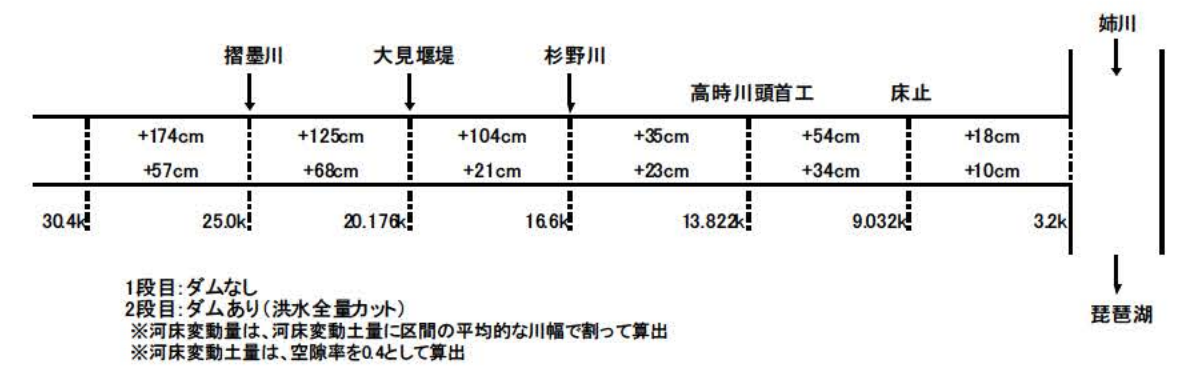 姉川
摺墨川 大見堰堤 杉野川
高時川頭首工 床止
+174cm +125cm +104cm +35cm +54cm +18cm
+57cm +68cm +21cm +23cm +34cm +10cm
30.4k 25.0k 20.176k 16.6k 13.822k 9.032k 3.2k
1段目:ダムなし
2段目:ダムあり(洪水全量カット)
※河床変動量は、河床変動土量に区間の平均的な川幅で割って算出
※河床変動土量は、空隙率を0.4として算出
琵琶湖